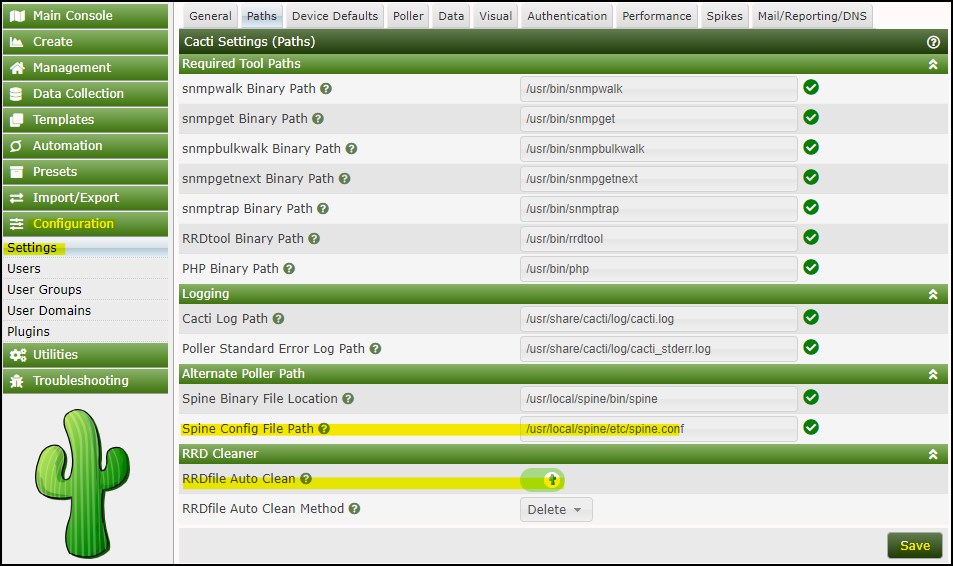 Main Console
Create
Management
Data Collection
Templates
Automation
Presets
Import/Export
Configuration
Settings
Users
User Groups
User Domains
Plugins
Utilities
Troubleshooting
General Paths Device Defaults Poller Data Visual Authentication Performance Spikes Mail/Reporting/DNS
Cacti Settings (Paths)
Required Tool Paths
snmpwalk Binary Path /usr/bin/snmpwalk
snmpget Binary Path /usr/bin/snmpget
snmpbulkwalk Binary Path /usr/bin/snmpbulkwalk
snmpgetnext Binary Path /usr/bin/snmpgetnext
snmptrap Binary Path /usr/bin/snmptrap
RRDtool Binary Path /usr/bin/rrdtool
PHP Binary Path /usr/bin/php
Logging
Cacti Log Path /usr/share/cacti/log/cacti.log
Poller Standard Error Log Path /usr/share/cacti/log/cacti_stderr.log
Alternate Poller Path
Spine Binary File Location /usr/local/spine/bin/spine
Spine Config File Path /usr/local/spine/etc/spine.conf
RRD Cleaner
RRDfile Auto Clean
RRDfile Auto Clean Method Delete
Save